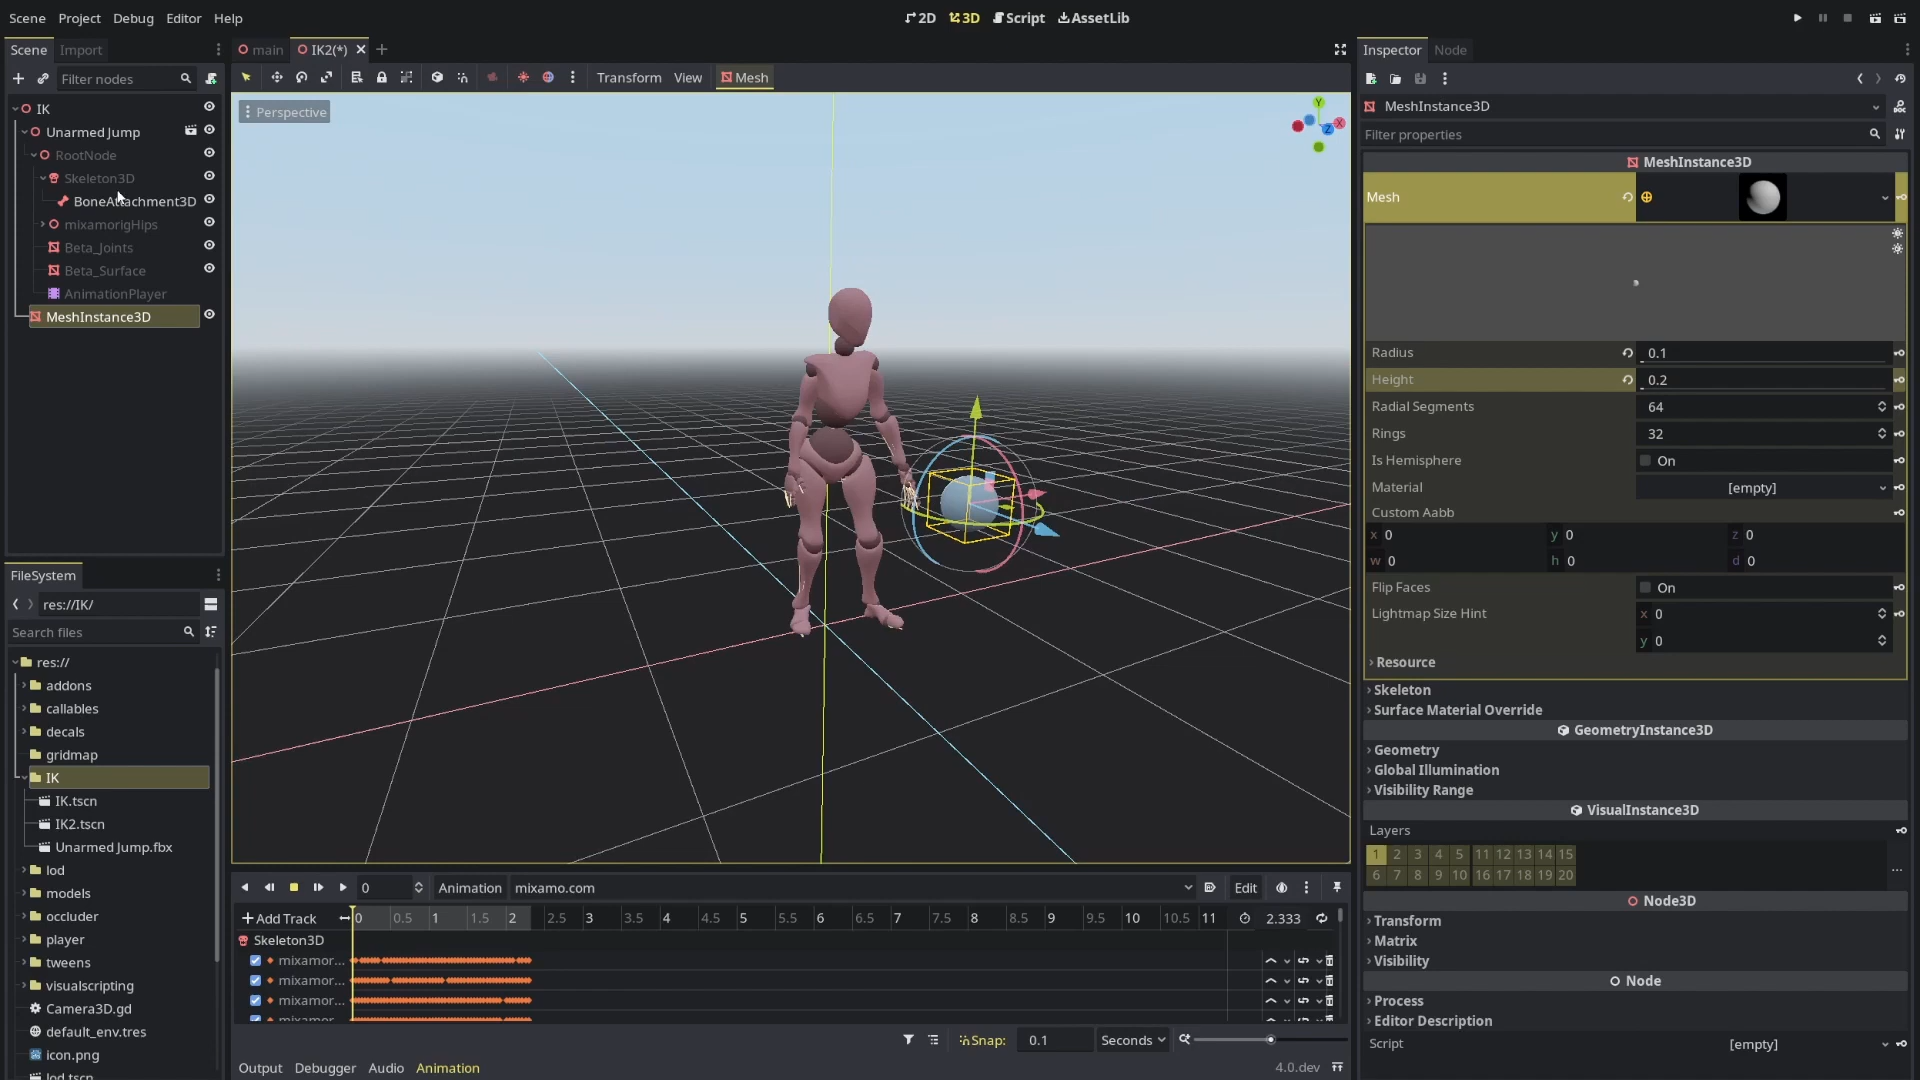 Scene Project Debug Editor Help
2D 3D Script AssetLib
Scene Import
Filter nodes
IK
Unarmed Jump
RootNode
Skeleton3D
BoneAttachment3D
mixamorigHips
Beta_Joints
Beta_Surface
AnimationPlayer
MeshInstance3D
FileSystem
res://IK/
Search files
res://
addons
callables
decals
gridmap
IK
IK.tscn
IK2.tscn
Unarmed Jump.fbx
lod
models
occluder
player
tweens
visualscripting
Camera3D.gd
default_env.tres
icon.png
lod.tscn
main IK2(*)
Transform View Mesh
Perspective
Y
X
Z
0 Animation mixamo.com Edit
Add Track 0 0.5 1 1.5 2 2.5 3 3.5 4 4.5 5 5.5 6 6.5 7 7.5 8 8.5 9 9.5 10 10.5 11 2.333
Skeleton3D
mixamor...
mixamor...
mixamor...
mixamor...
Snap: 0.1 Seconds
Output Debugger Audio Animation 4.0.dev
Inspector Node
MeshInstance3D
Filter properties
MeshInstance3D
Mesh
Radius 0.1
Height 0.2
Radial Segments 64
Rings 32
Is Hemisphere On
Material [empty]
Custom Aabb
x 0 y 0 z 0
w 0 h 0 d 0
Flip Faces On
Lightmap Size Hint x 0
y 0
Resource
Skeleton
Surface Material Override
GeometryInstance3D
Geometry
Global Illumination
Visibility Range
VisualInstance3D
Layers
1 2 3 4 5 11 12 13 14 15
6 7 8 9 10 16 17 18 19 20
Node3D
Transform
Matrix
Visibility
Node
Process
Editor Description
Script [empty]